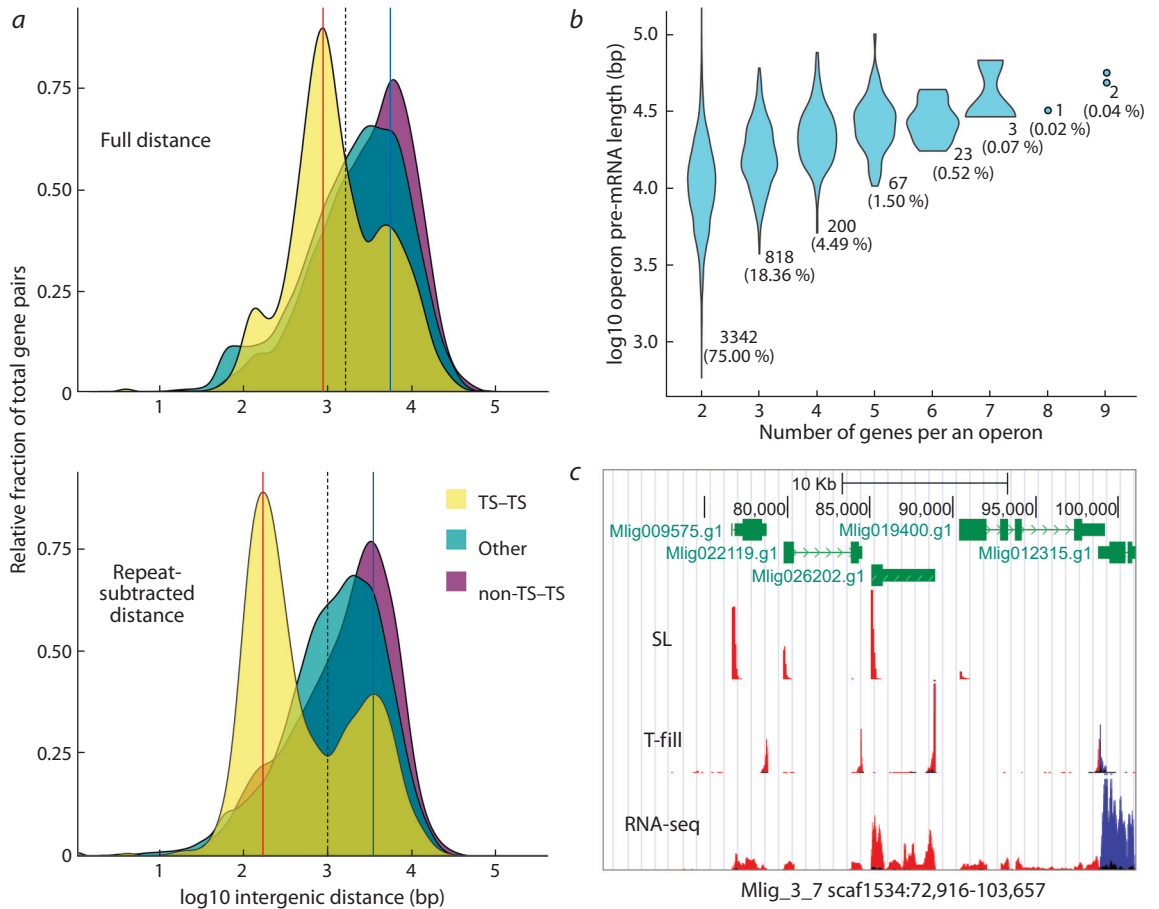 a
Relative fraction of total gene pairs
Full distance
0.75
0.50
0.25
0
1 2 3 4 5
Repeat-
subtracted
distance
TS–TS
Other
non-TS–TS
0.75
0.50
0.25
0
1 2 3 4 5
log10 intergenic distance (bp)
b
log10 operon pre-mRNA length (bp)
5.0
4.5
4.0
3.5
3.0
3342
(75.00 %)
818
(18.36 %)
200
(4.49 %)
67
(1.50 %)
23
(0.52 %)
3
(0.07 %)
1
(0.02 %)
2
(0.04 %)
2 3 4 5 6 7 8 9
Number of genes per an operon
c
10 Kb
80,000 85,000 90,000 95,000 100,000
Mlig009575.g1 Mlig019400.g1
Mlig022119.g1 Mlig012315.g1
Mlig026202.g1
SL
T-fill
RNA-seq
Mlig_3_7 scaf1534:72,916-103,657